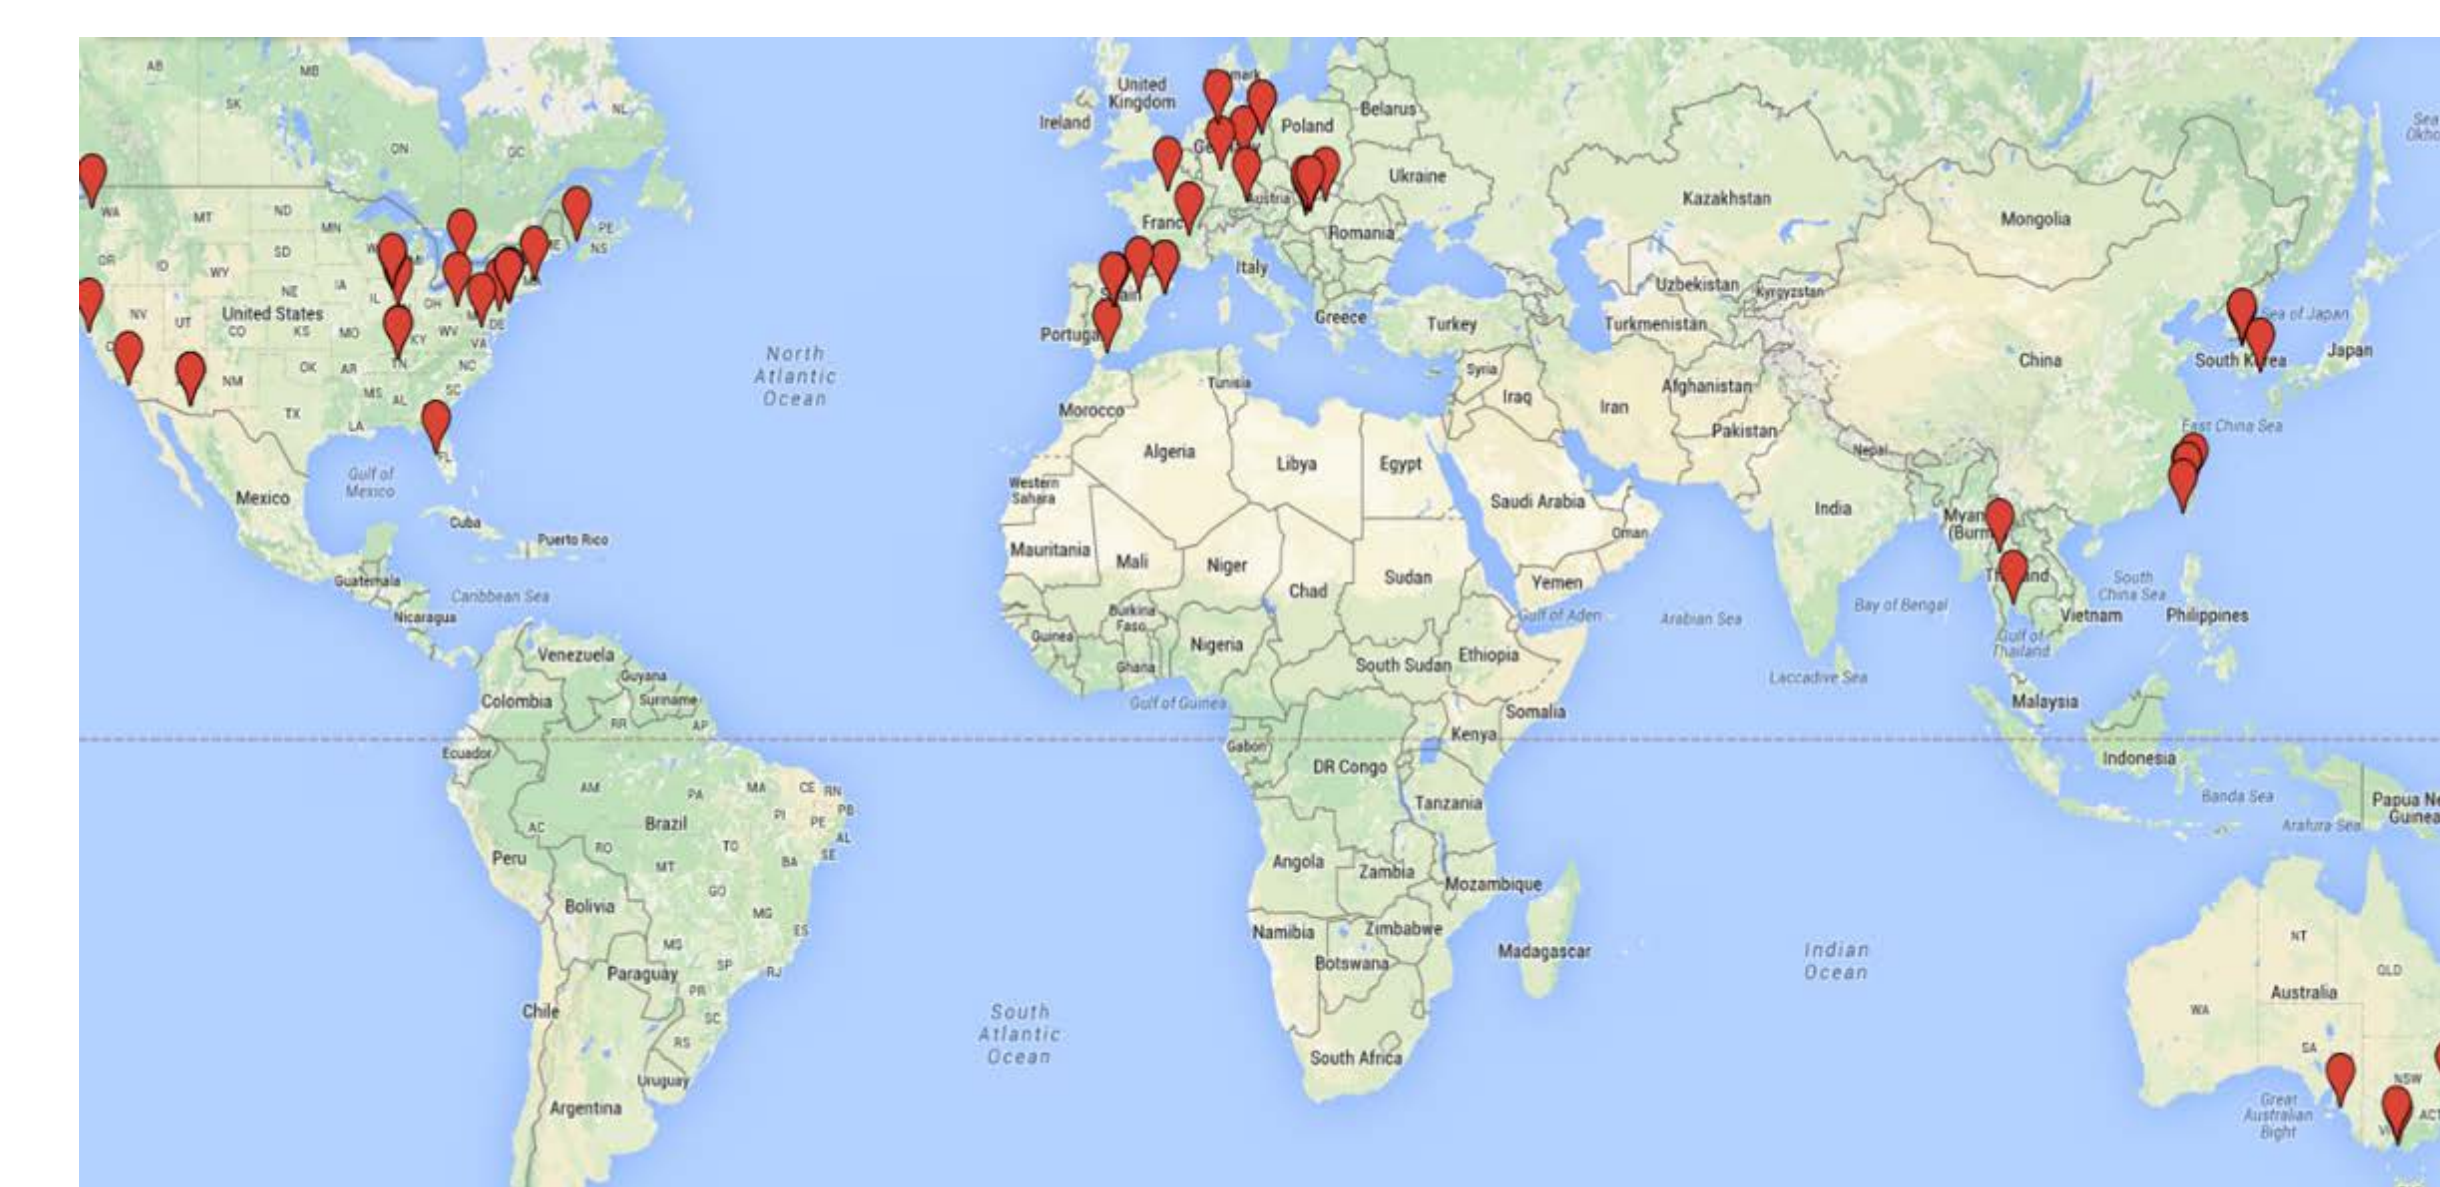 AB
MB
SK
NL
ON
QC
WA
MT
ND
MN
PE
NS
OR
ID
WY
SD
NE
IA
IL
OH
MA
NV
UT
United States
CO
KS
MO
KY
WV
DE
VA
OK
AR
TN
NC
NM
MS
AL
SC
TX
LA
FL
Gulf of
Mexico
Mexico
Cuba
Puerto Rico
Guatemala
Caribbean Sea
Nicaragua
North
Atlantic
Ocean
Venezuela
Guyana
Suriname
Colombia
RR
AP
Ecuador
AM
PA
MA
CE
RN
PB
PI
PE
AL
SE
Brazil
AC
RO
TO
BA
Peru
MT
GO
Bolivia
MG
ES
MS
SP
RJ
Paraguay
PR
Chile
SC
RS
Uruguay
Argentina
South
Atlantic
Ocean
United
Kingdom
Ireland
Poland
Belarus
Ukraine
Romania
Italy
Greece
Turkey
Kazakhstan
Mongolia
Uzbekistan
Kyrgyzstan
Turkmenistan
Syria
Iraq
Iran
Afghanistan
Pakistan
Nepal
China
South Korea
Sea of Japan
Japan
East China Sea
Tunisia
Morocco
Algeria
Libya
Egypt
Western
Sahara
Saudi Arabia
Oman
India
Mauritania
Mali
Niger
Chad
Sudan
Yemen
Gulf of Aden
Arabian Sea
Bay of Bengal
South
China Sea
Vietnam
Philippines
Gulf of
Thailand
Burkina
Faso
Guinea
Ghana
Nigeria
South Sudan
Ethiopia
Gulf of Guinea
Laccadive Sea
Malaysia
Somalia
Gabon
Kenya
DR Congo
Tanzania
Indonesia
Banda Sea
Arafura Sea
Papua Ne
Guinea
Angola
Zambia
Mozambique
Namibia
Zimbabwe
Botswana
Madagascar
South Africa
Indian
Ocean
NT
QLD
Australia
WA
SA
NSW
ACT
Great
Australian
Bight